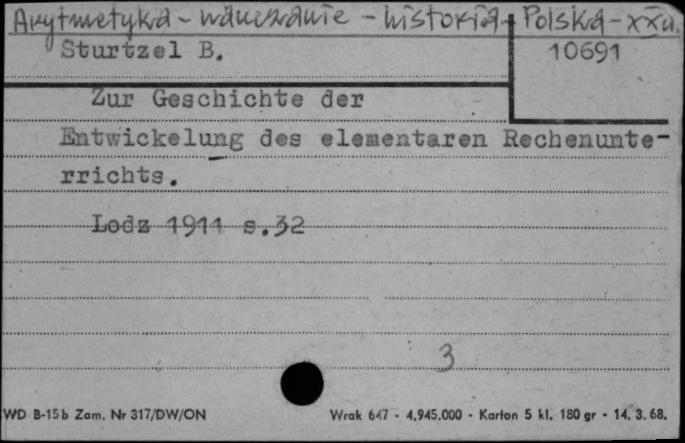 Arytmetyka - nauczanie - historia - Polska - XX w.
Sturtzel B.
10691
Zur Geschichte der
Entwickelung des elementaren Rechenunte-
rrichts.
Lodz 1911 s.32
3
WD B-15b Zam. Nr 317/DW/ON
Wrak 647 - 4.945.000 - Karton 5 kl. 180 gr - 14. 3. 68.